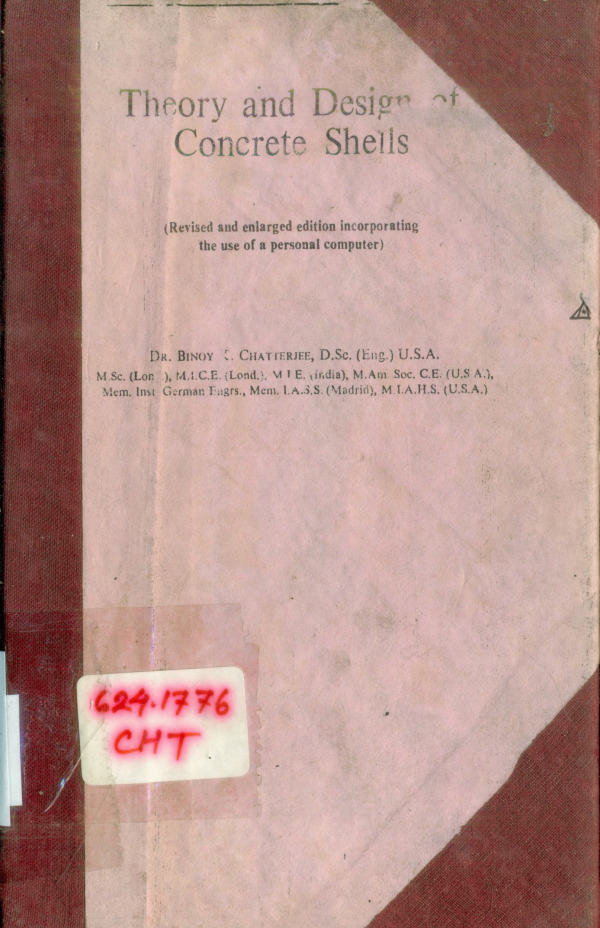 Theory and Design of
Concrete Shells
(Revised and enlarged edition incorporating
the use of a personal computer)
DR. BINOY CHATTERJEE, D.Sc. (Eng.) U.S.A.
M.Sc. (Lon ), M.I.C.E. (Lond.), M I E. (India), M.Am. Soc. C.E. (U.S.A.),
Mem. Inst. German Engrs., Mem. I.A.S.S. (Madrid), M.I.A.H.S. (U.S.A.)
624.1776
CHT